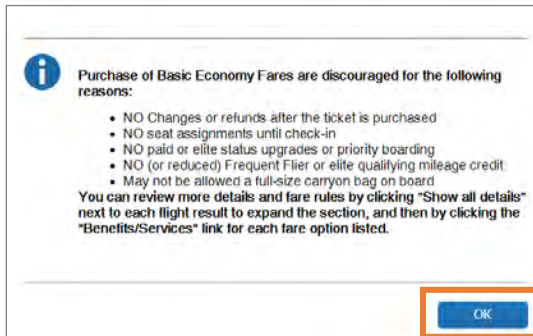 Purchase of Basic Economy Fares are discouraged for the following
reasons:
• NO Changes or refunds after the ticket is purchased
• NO seat assignments until check-in
• NO paid or elite status upgrades or priority boarding
• NO (or reduced) Frequent Flier or elite qualifying mileage credit
• May not be allowed a full-size carryon bag on board
You can review more details and fare rules by clicking "Show all details"
next to each flight result to expand the section, and then by clicking the
"Benefits/Services" link for each fare option listed.
OK